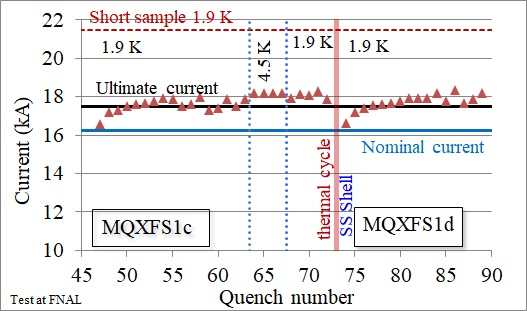 22
20
18
16
14
12
10
Current (kA)
Short sample 1.9 K
1.9 K
4.5 K
1.9 K
1.9 K
Ultimate current
Nominal current
thermal cycle
SS Shell
MQXFS1c
MQXFS1d
45 50 55 60 65 70 75 80 85 90
Quench number
Test at FNAL